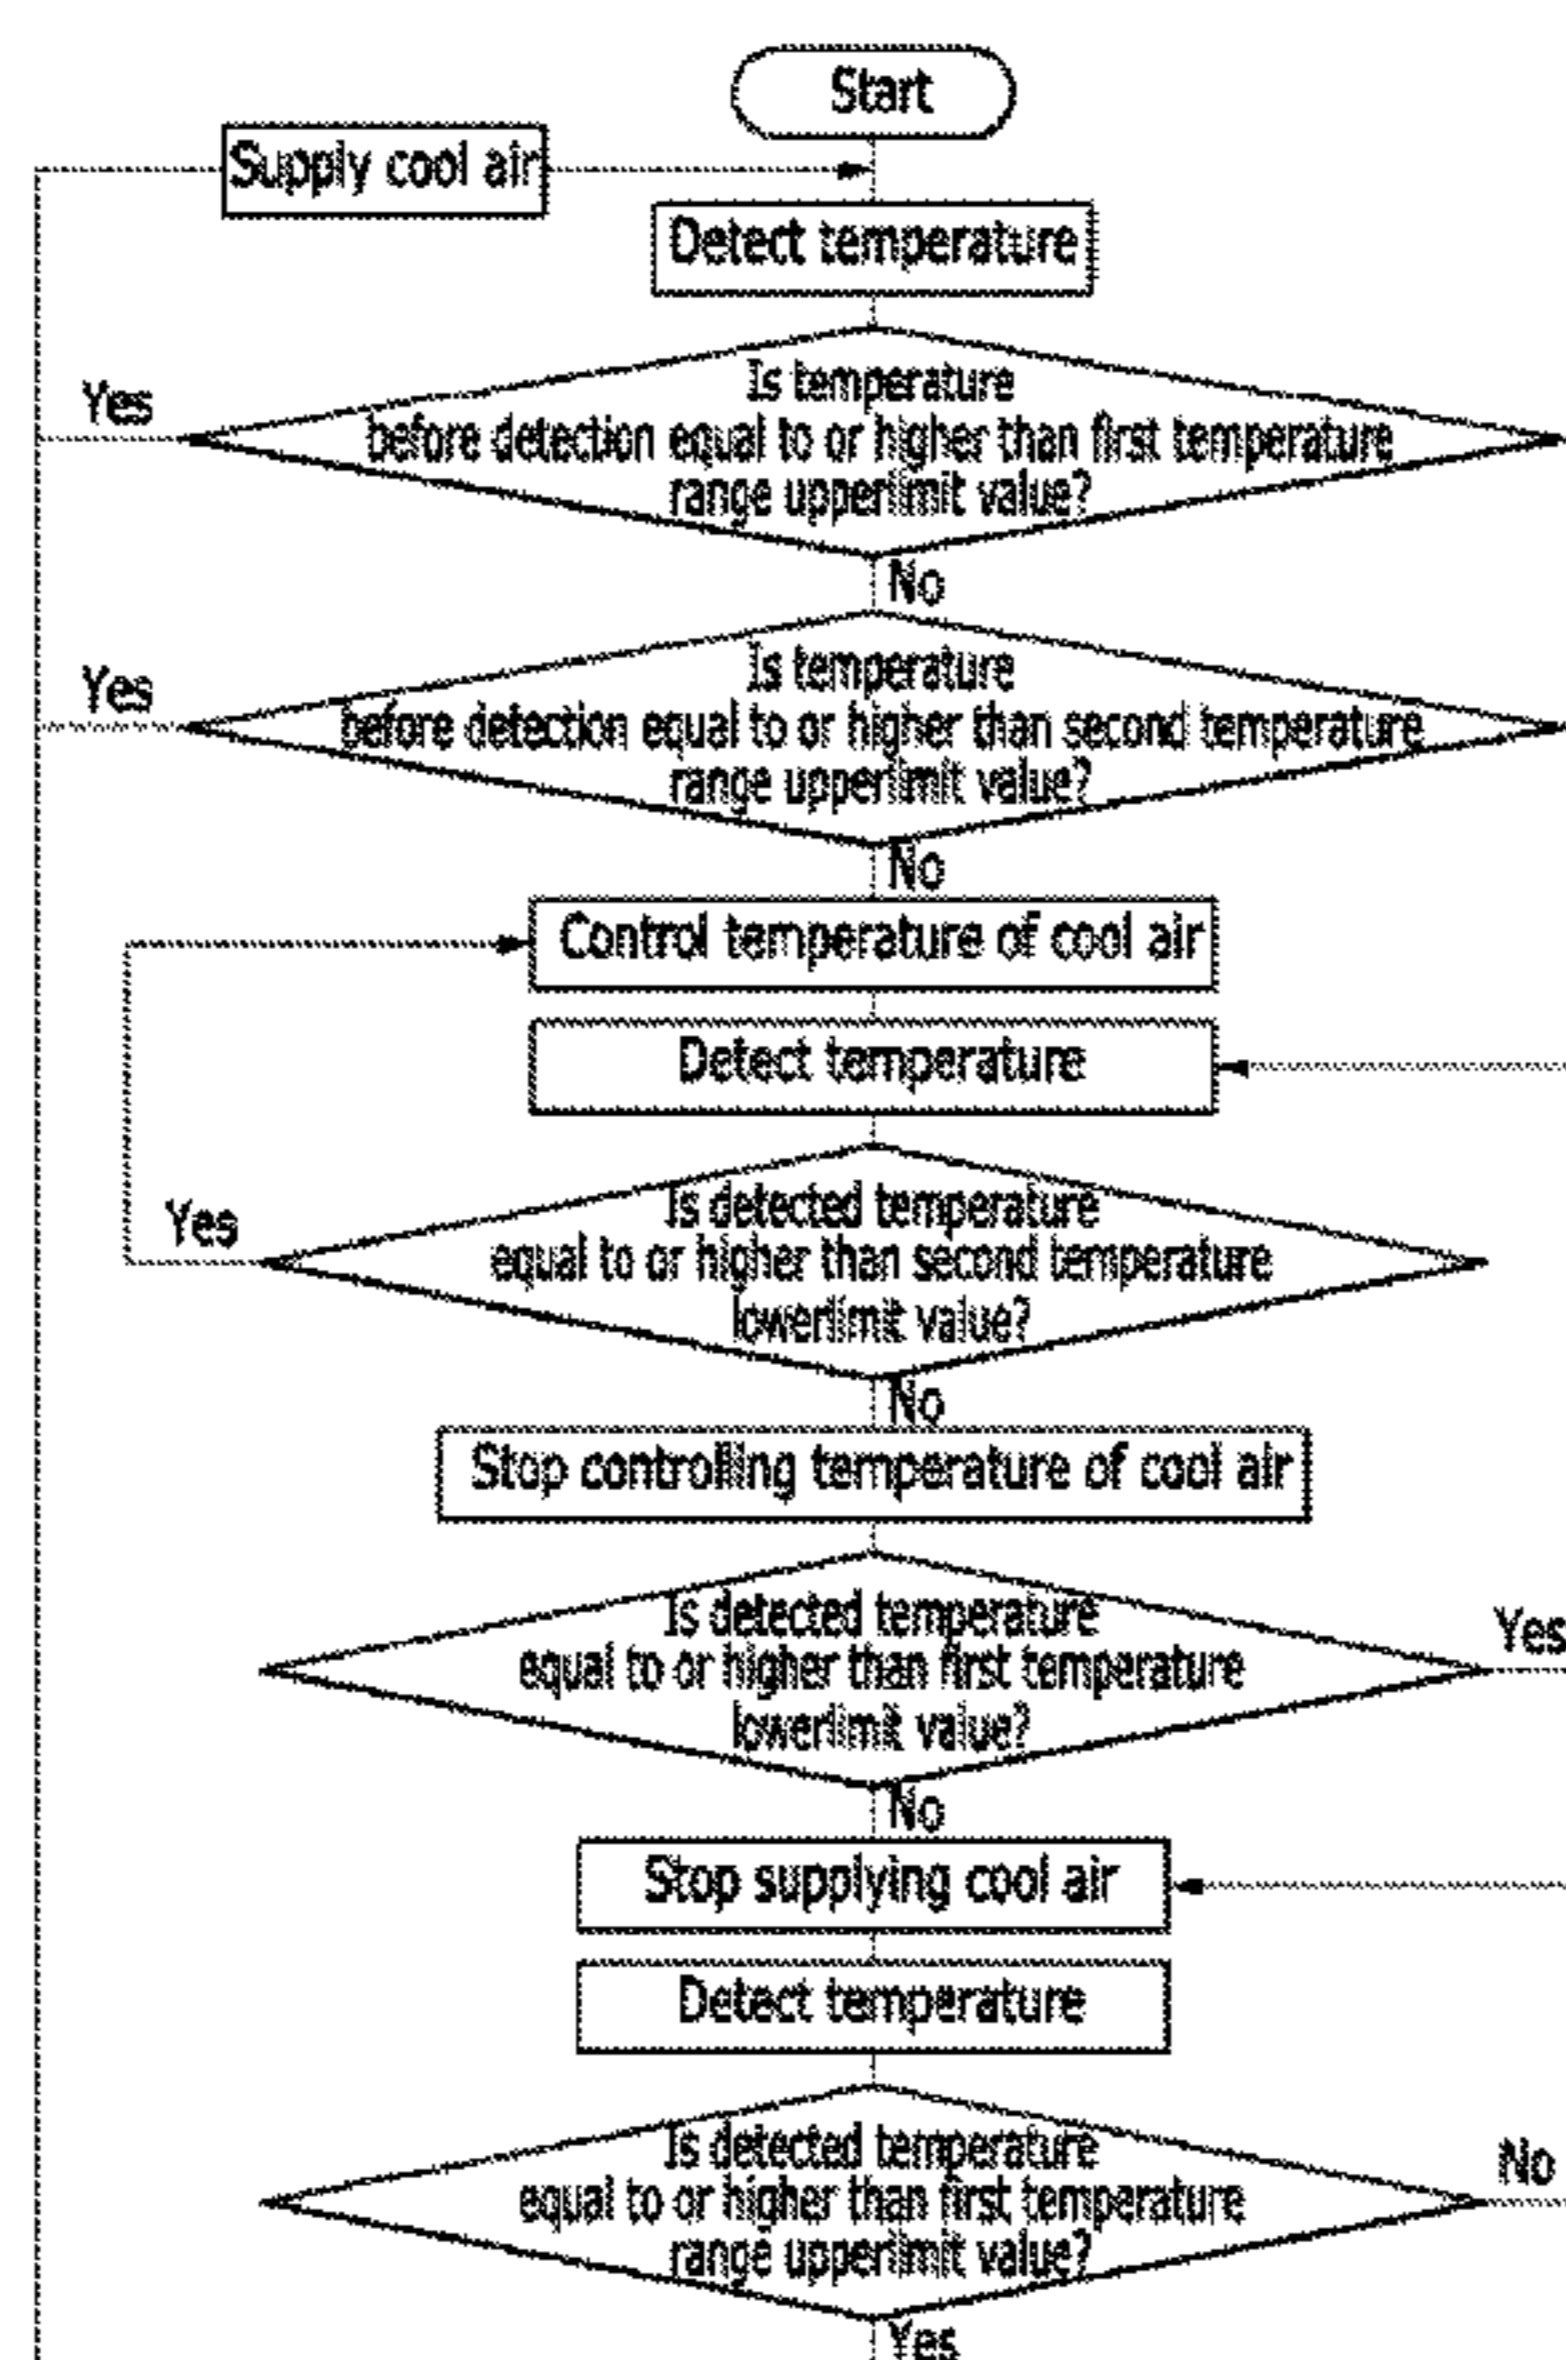 Start
Supply cool air
Detect temperature
Yes
Is temperature
before detection equal to or higher than first temperature
range upperlimit value?
No
Yes
Is temperature
before detection equal to or higher than second temperature
range upperlimit value?
No
Control temperature of cool air
Detect temperature
Yes
Is detected temperature
equal to or higher than second temperature
lowerlimit value?
No
Stop controlling temperature of cool air
Is detected temperature
equal to or higher than first temperature
lowerlimit value?
Yes
No
Stop supplying cool air
Detect temperature
Is detected temperature
equal to or higher than first temperature
range upperlimit value?
No
Yes